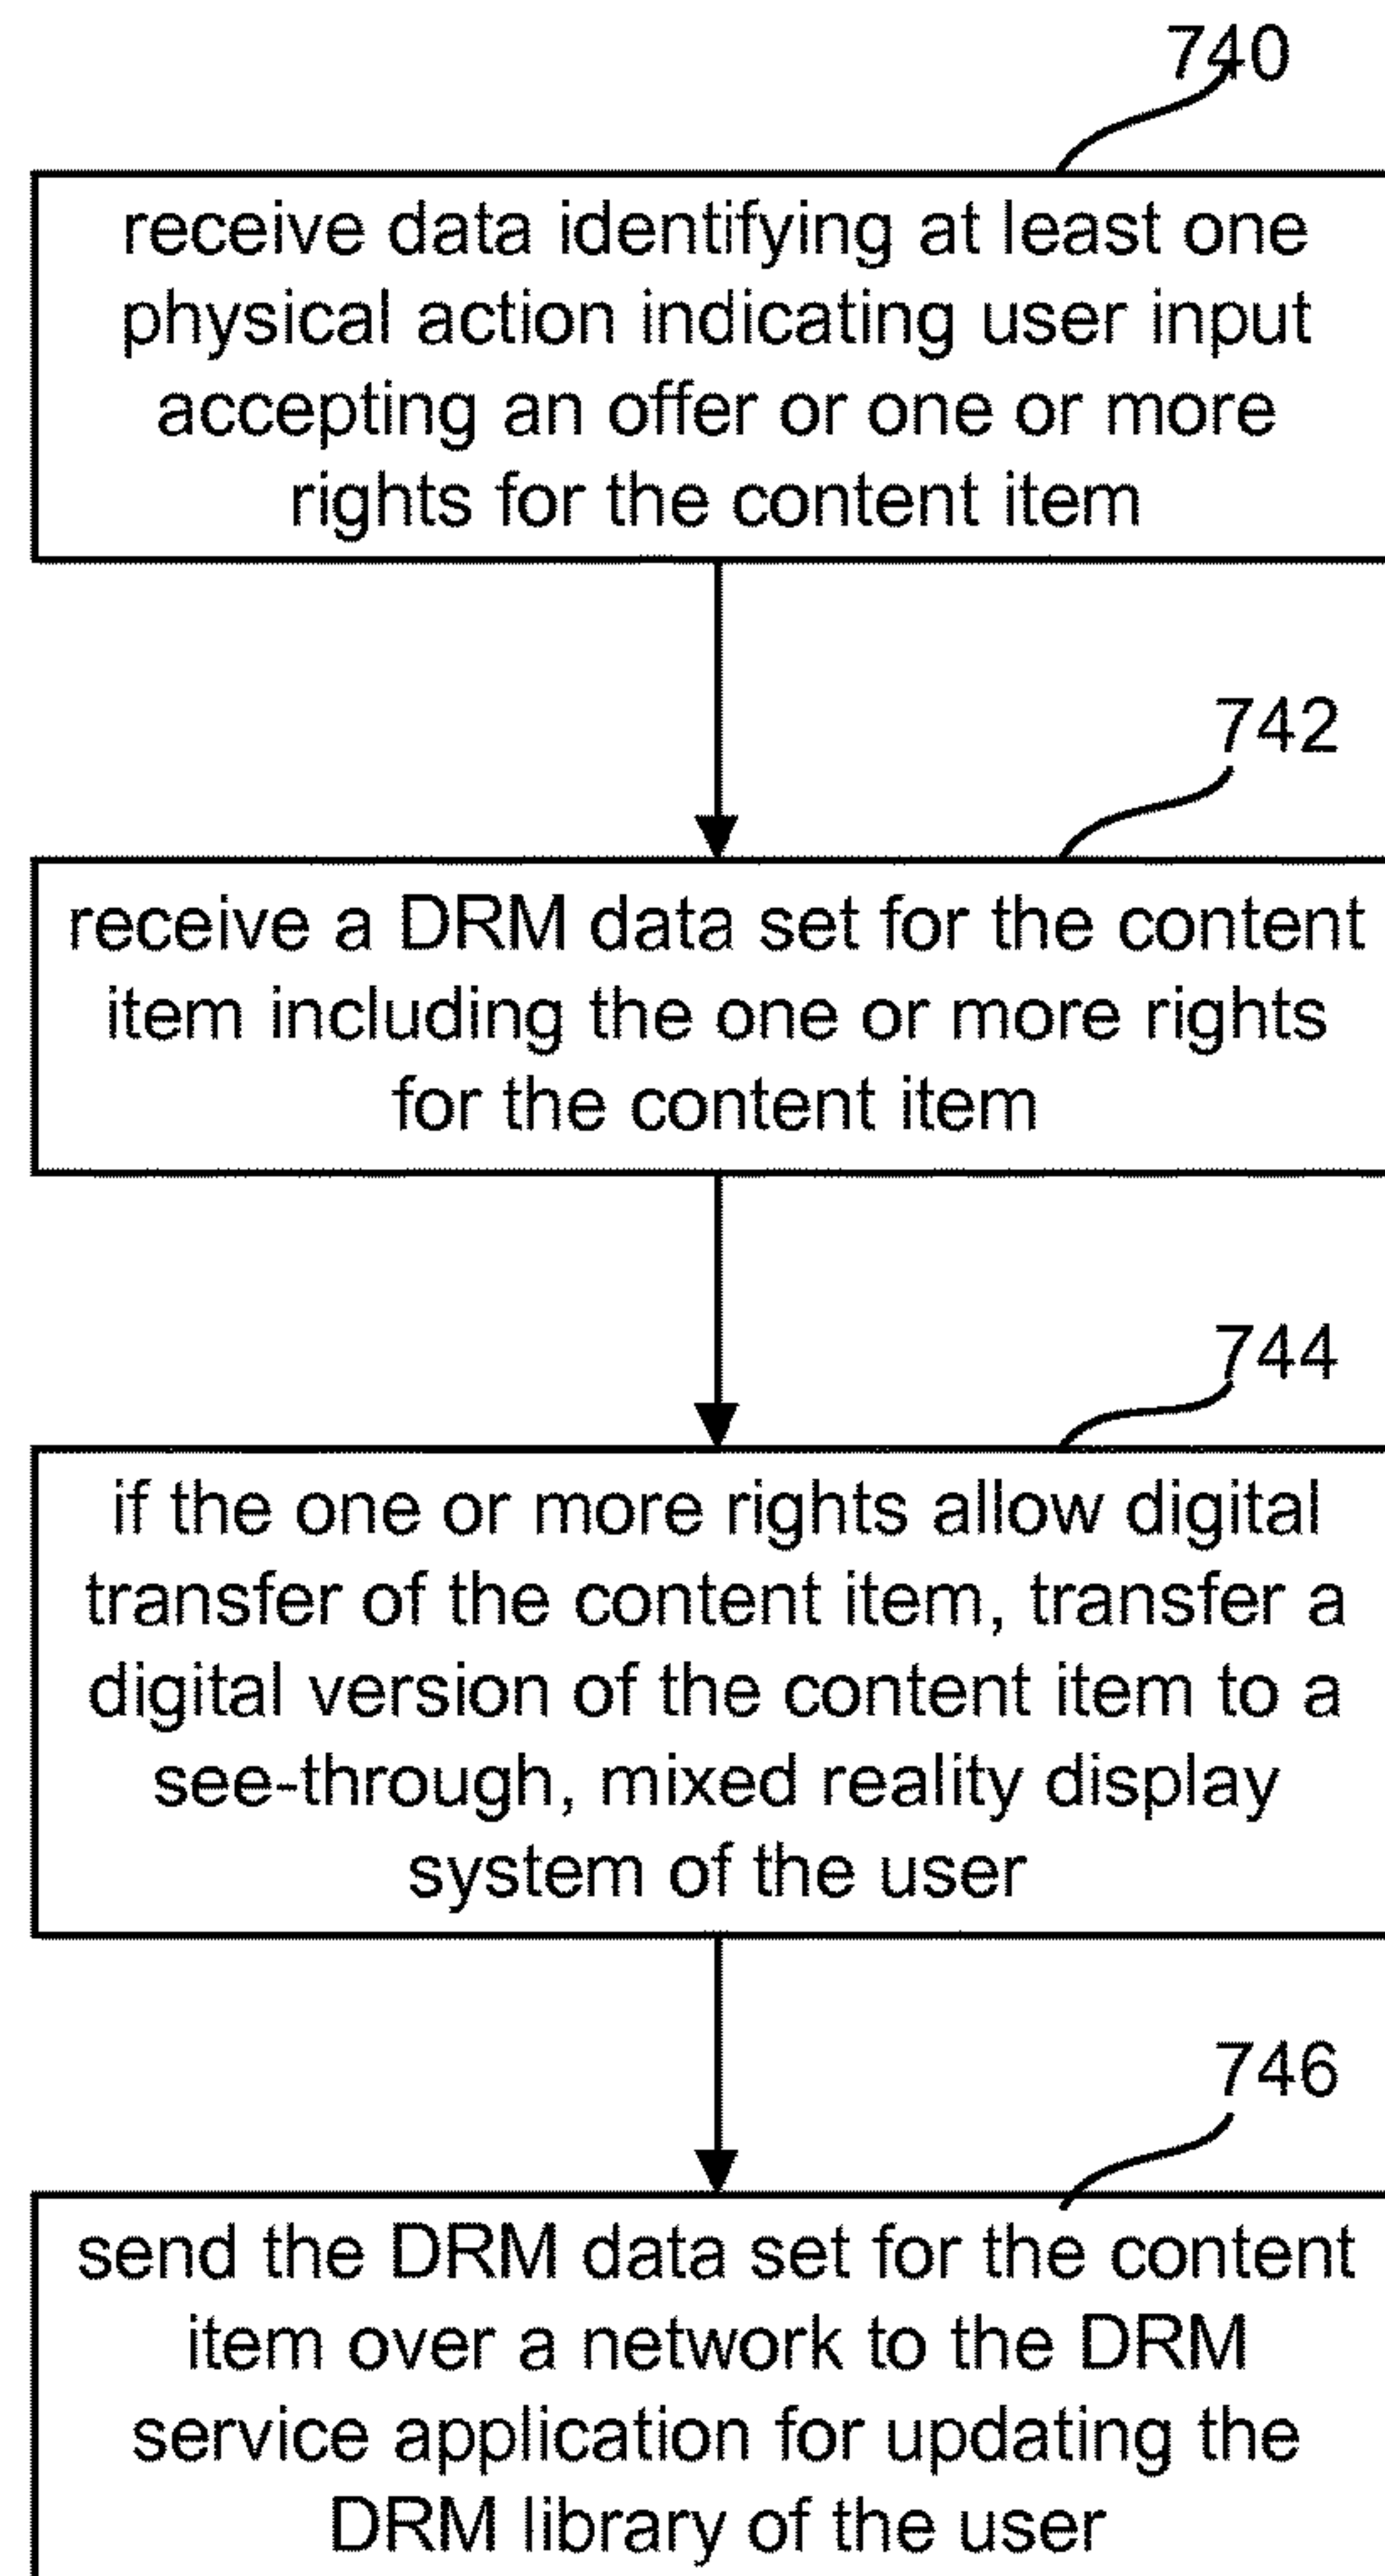 740
receive data identifying at least one
physical action indicating user input
accepting an offer or one or more
rights for the content item
742
receive a DRM data set for the content
item including the one or more rights
for the content item
744
if the one or more rights allow digital
transfer of the content item, transfer a
digital version of the content item to a
see-through, mixed reality display
system of the user
746
send the DRM data set for the content
item over a network to the DRM
service application for updating the
DRM library of the user